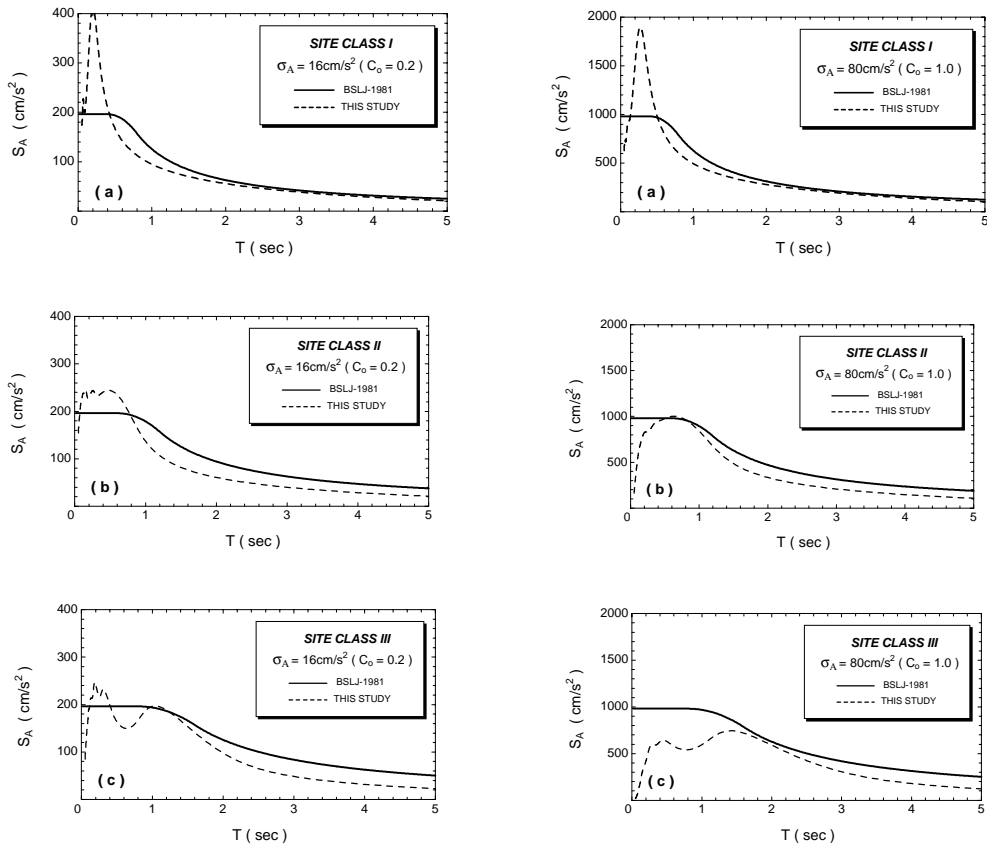 400
300
200
100
S_A ( cm/s² )
SITE CLASS I
σ_A = 16cm/s² ( C_o = 0.2 )
BSLJ-1981
THIS STUDY
( a )
0 1 2 3 4 5
T ( sec )
2000
1500
1000
500
S_A ( cm/s² )
SITE CLASS I
σ_A = 80cm/s² ( C_o = 1.0 )
BSLJ-1981
THIS STUDY
( a )
0 1 2 3 4 5
T ( sec )
400
300
200
100
S_A ( cm/s² )
SITE CLASS II
σ_A = 16cm/s² ( C_o = 0.2 )
BSLJ-1981
THIS STUDY
( b )
0 1 2 3 4 5
T ( sec )
2000
1500
1000
500
S_A ( cm/s² )
SITE CLASS II
σ_A = 80cm/s² ( C_o = 1.0 )
BSLJ-1981
THIS STUDY
( b )
0 1 2 3 4 5
T ( sec )
400
300
200
100
S_A ( cm/s² )
SITE CLASS III
σ_A = 16cm/s² ( C_o = 0.2 )
BSLJ-1981
THIS STUDY
( c )
0 1 2 3 4 5
T ( sec )
2000
1500
1000
500
S_A ( cm/s² )
SITE CLASS III
σ_A = 80cm/s² ( C_o = 1.0 )
BSLJ-1981
THIS STUDY
( c )
0 1 2 3 4 5
T ( sec )